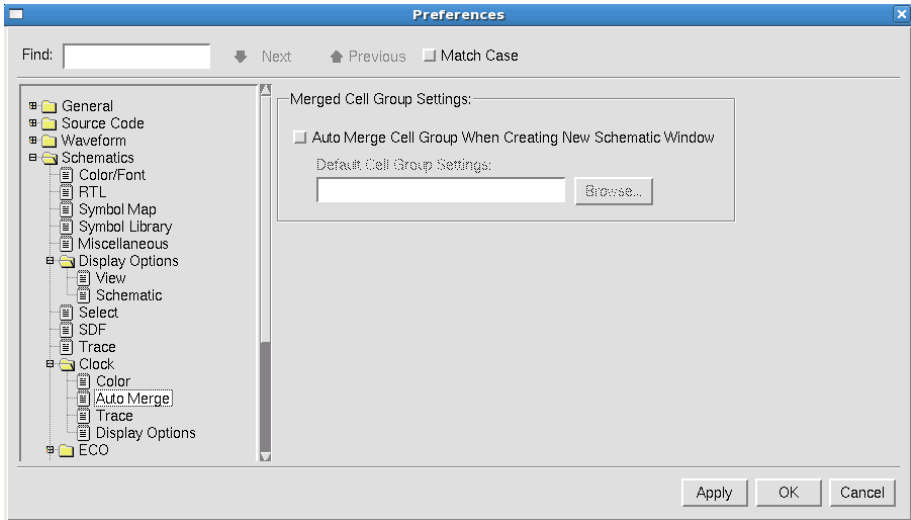 Preferences
Find:
Next
Previous
Match Case
General
Source Code
Waveform
Schematics
Color/Font
RTL
Symbol Map
Symbol Library
Miscellaneous
Display Options
View
Schematic
Select
SDF
Trace
Clock
Color
Auto Merge
Trace
Display Options
ECO
Merged Cell Group Settings:
Auto Merge Cell Group When Creating New Schematic Window
Default Cell Group Settings:
Browse...
Apply
OK
Cancel